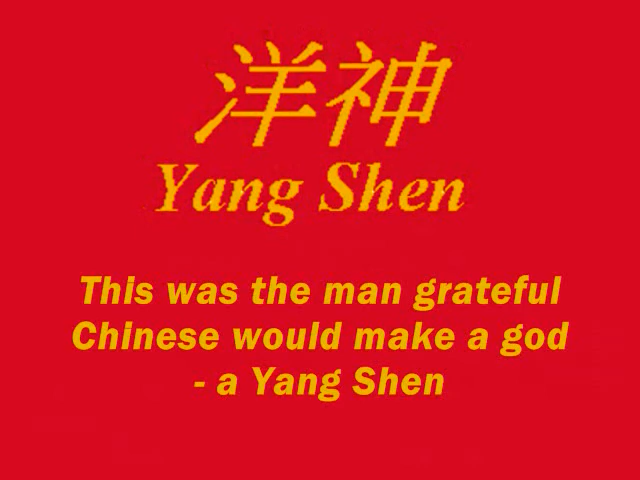 洋神
Yang Shen
This was the man grateful
Chinese would make a god
- a Yang Shen